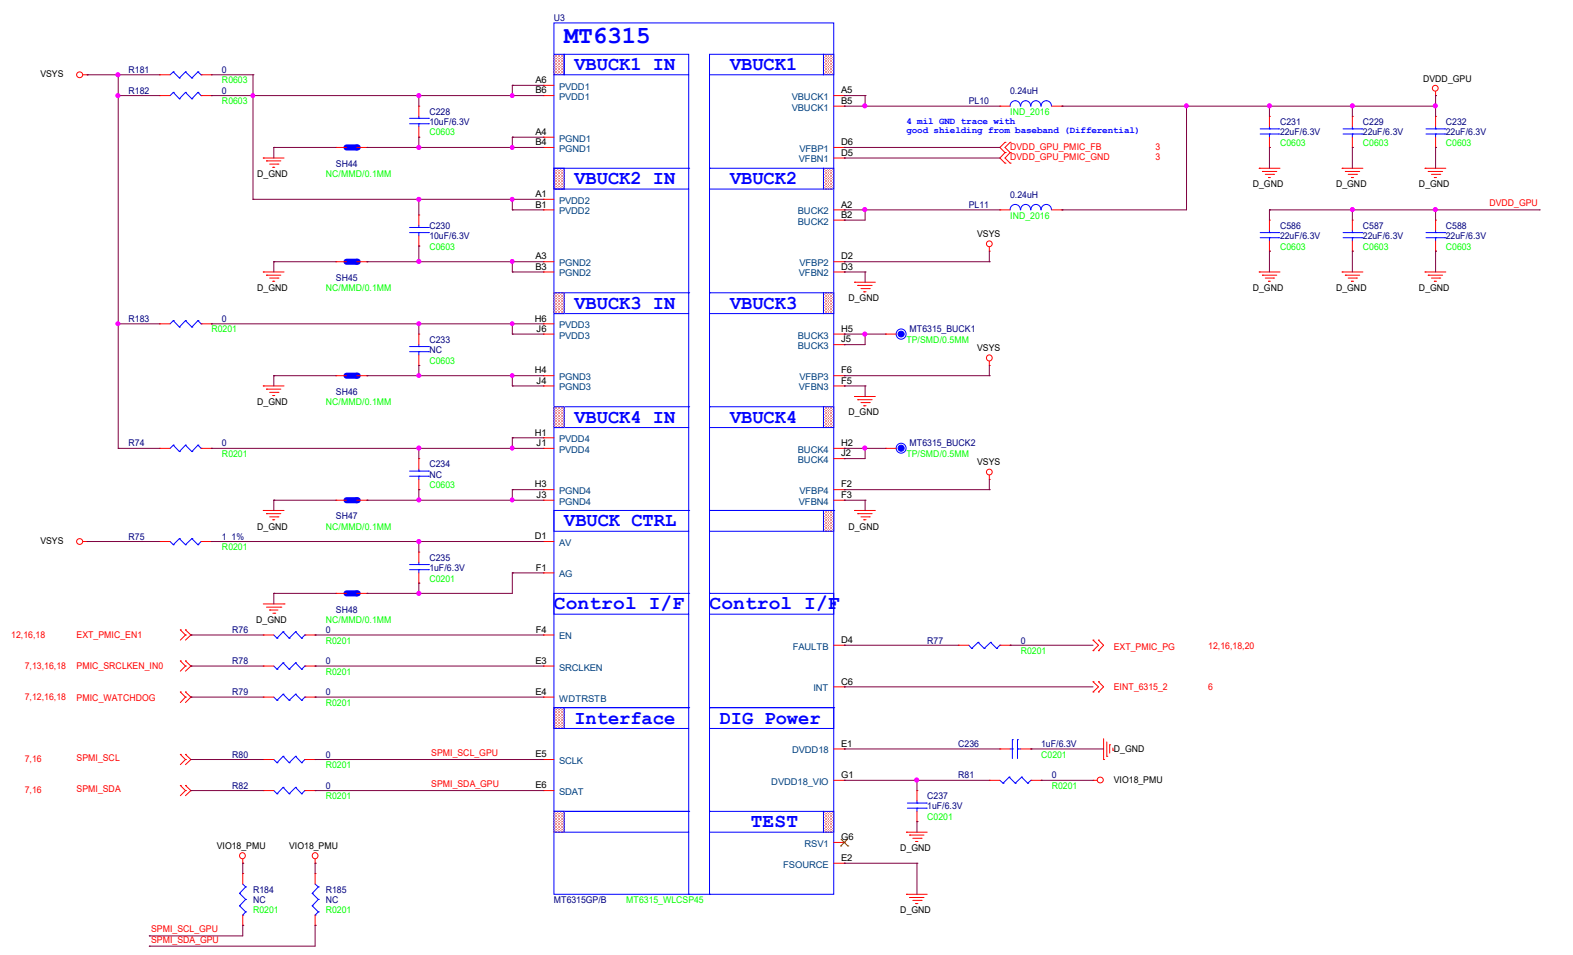 U3
MT6315
VBUCK1 IN
VBUCK1
VSYS
R181
0
R0603
R182
0
R0603
A6
PVDD1
B6
PVDD1
C228
10uF/6.3V
C0603
A4
PGND1
B4
PGND1
SH44
NC/MMD/0.1MM
D_GND
A5
VBUCK1
B5
VBUCK1
PL10
0.24uH
IND_2016
4 mil GND trace with
good shielding from baseband (Differential)
D6
VFBP1
DVDD_GPU_PMIC_FB
3
D5
VFBN1
DVDD_GPU_PMIC_GND
3
DVDD_GPU
C231
22uF/6.3V
C0603
D_GND
C229
22uF/6.3V
C0603
D_GND
C232
22uF/6.3V
C0603
D_GND
VBUCK2 IN
VBUCK2
A1
PVDD2
B1
PVDD2
C230
10uF/6.3V
C0603
A3
PGND2
B3
PGND2
SH45
NC/MMD/0.1MM
D_GND
A2
BUCK2
B2
BUCK2
PL11
0.24uH
IND_2016
VSYS
D2
VFBP2
D3
VFBN2
D_GND
DVDD_GPU
C586
22uF/6.3V
C0603
D_GND
C587
22uF/6.3V
C0603
D_GND
C588
22uF/6.3V
C0603
D_GND
VBUCK3 IN
VBUCK3
R183
0
R0201
H6
PVDD3
J6
PVDD3
C233
NC
C0603
H4
PGND3
J4
PGND3
SH46
NC/MMD/0.1MM
D_GND
H5
BUCK3
J5
BUCK3
MT6315_BUCK1
TP/SMD/0.5MM
VSYS
F6
VFBP3
F5
VFBN3
D_GND
VBUCK4 IN
VBUCK4
R74
0
R0201
H1
PVDD4
J1
PVDD4
C234
NC
C0603
H3
PGND4
J3
PGND4
SH47
NC/MMD/0.1MM
D_GND
H2
BUCK4
J2
BUCK4
MT6315_BUCK2
TP/SMD/0.5MM
VSYS
F2
VFBP4
F3
VFBN4
D_GND
VBUCK CTRL
VSYS
R75
1 1%
R0201
D1
AV
C235
1uF/6.3V
C0201
F1
AG
SH48
NC/MMD/0.1MM
D_GND
Control I/F
Control I/F
12,16,18
EXT_PMIC_EN1
R76
0
R0201
F4
EN
7,13,16,18
PMIC_SRCLKEN_IN0
R78
0
R0201
E3
SRCLKEN
7,12,16,18
PMIC_WATCHDOG
R79
0
R0201
E4
WDTRSTB
FAULTB
D4
R77
0
R0201
EXT_PMIC_PG
12,16,18,20
INT
C6
EINT_6315_2
6
Interface
DIG Power
7,16
SPMI_SCL
R80
0
R0201
SPMI_SCL_GPU
E5
SCLK
7,16
SPMI_SDA
R82
0
R0201
SPMI_SDA_GPU
E6
SDAT
DVDD18
E1
C236
1uF/6.3V
C0201
D_GND
DVDD18_VIO
G1
R81
0
R0201
VIO18_PMU
C237
1uF/6.3V
C0201
D_GND
TEST
RSV1
G6
FSOURCE
E2
D_GND
MT6315GP/B
MT6315_WLCSP45
VIO18_PMU
VIO18_PMU
R184
NC
R0201
R185
NC
R0201
SPMI_SCL_GPU
SPMI_SDA_GPU